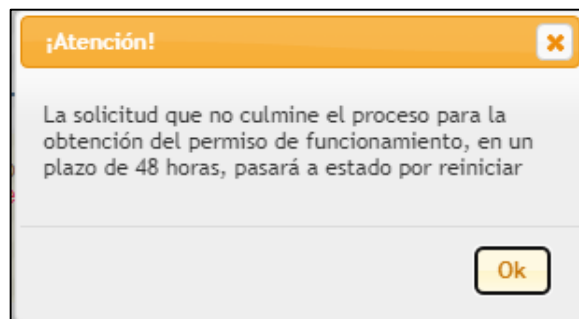 ¡Atención!
La solicitud que no culmine el proceso para la
obtención del permiso de funcionamiento, en un
plazo de 48 horas, pasará a estado por reiniciar
Ok